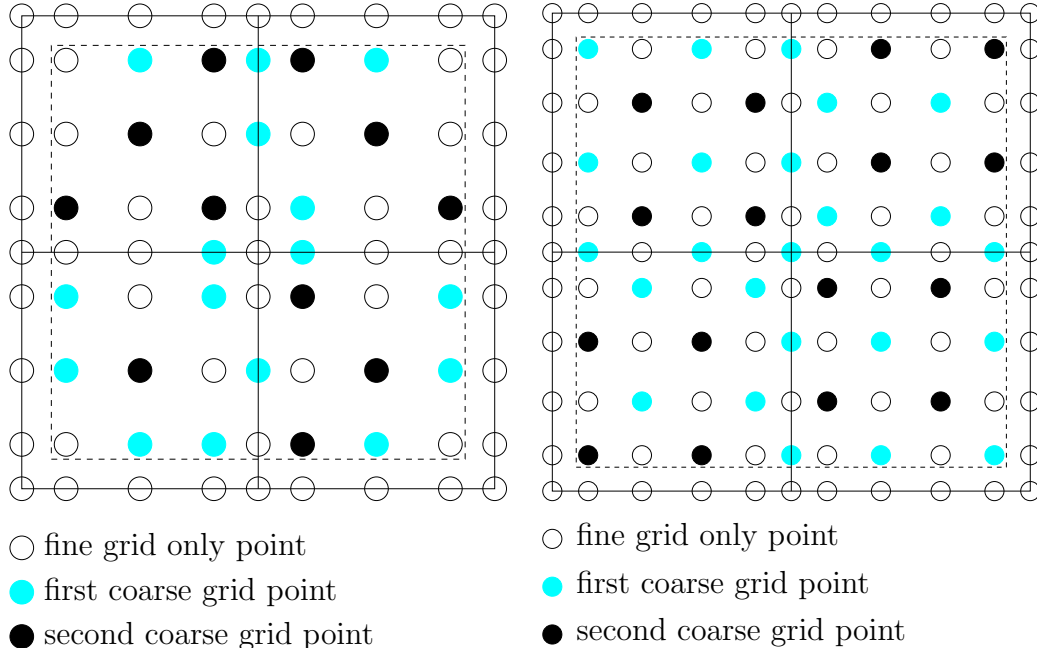 fine grid only point
first coarse grid point
second coarse grid point
fine grid only point
first coarse grid point
second coarse grid point